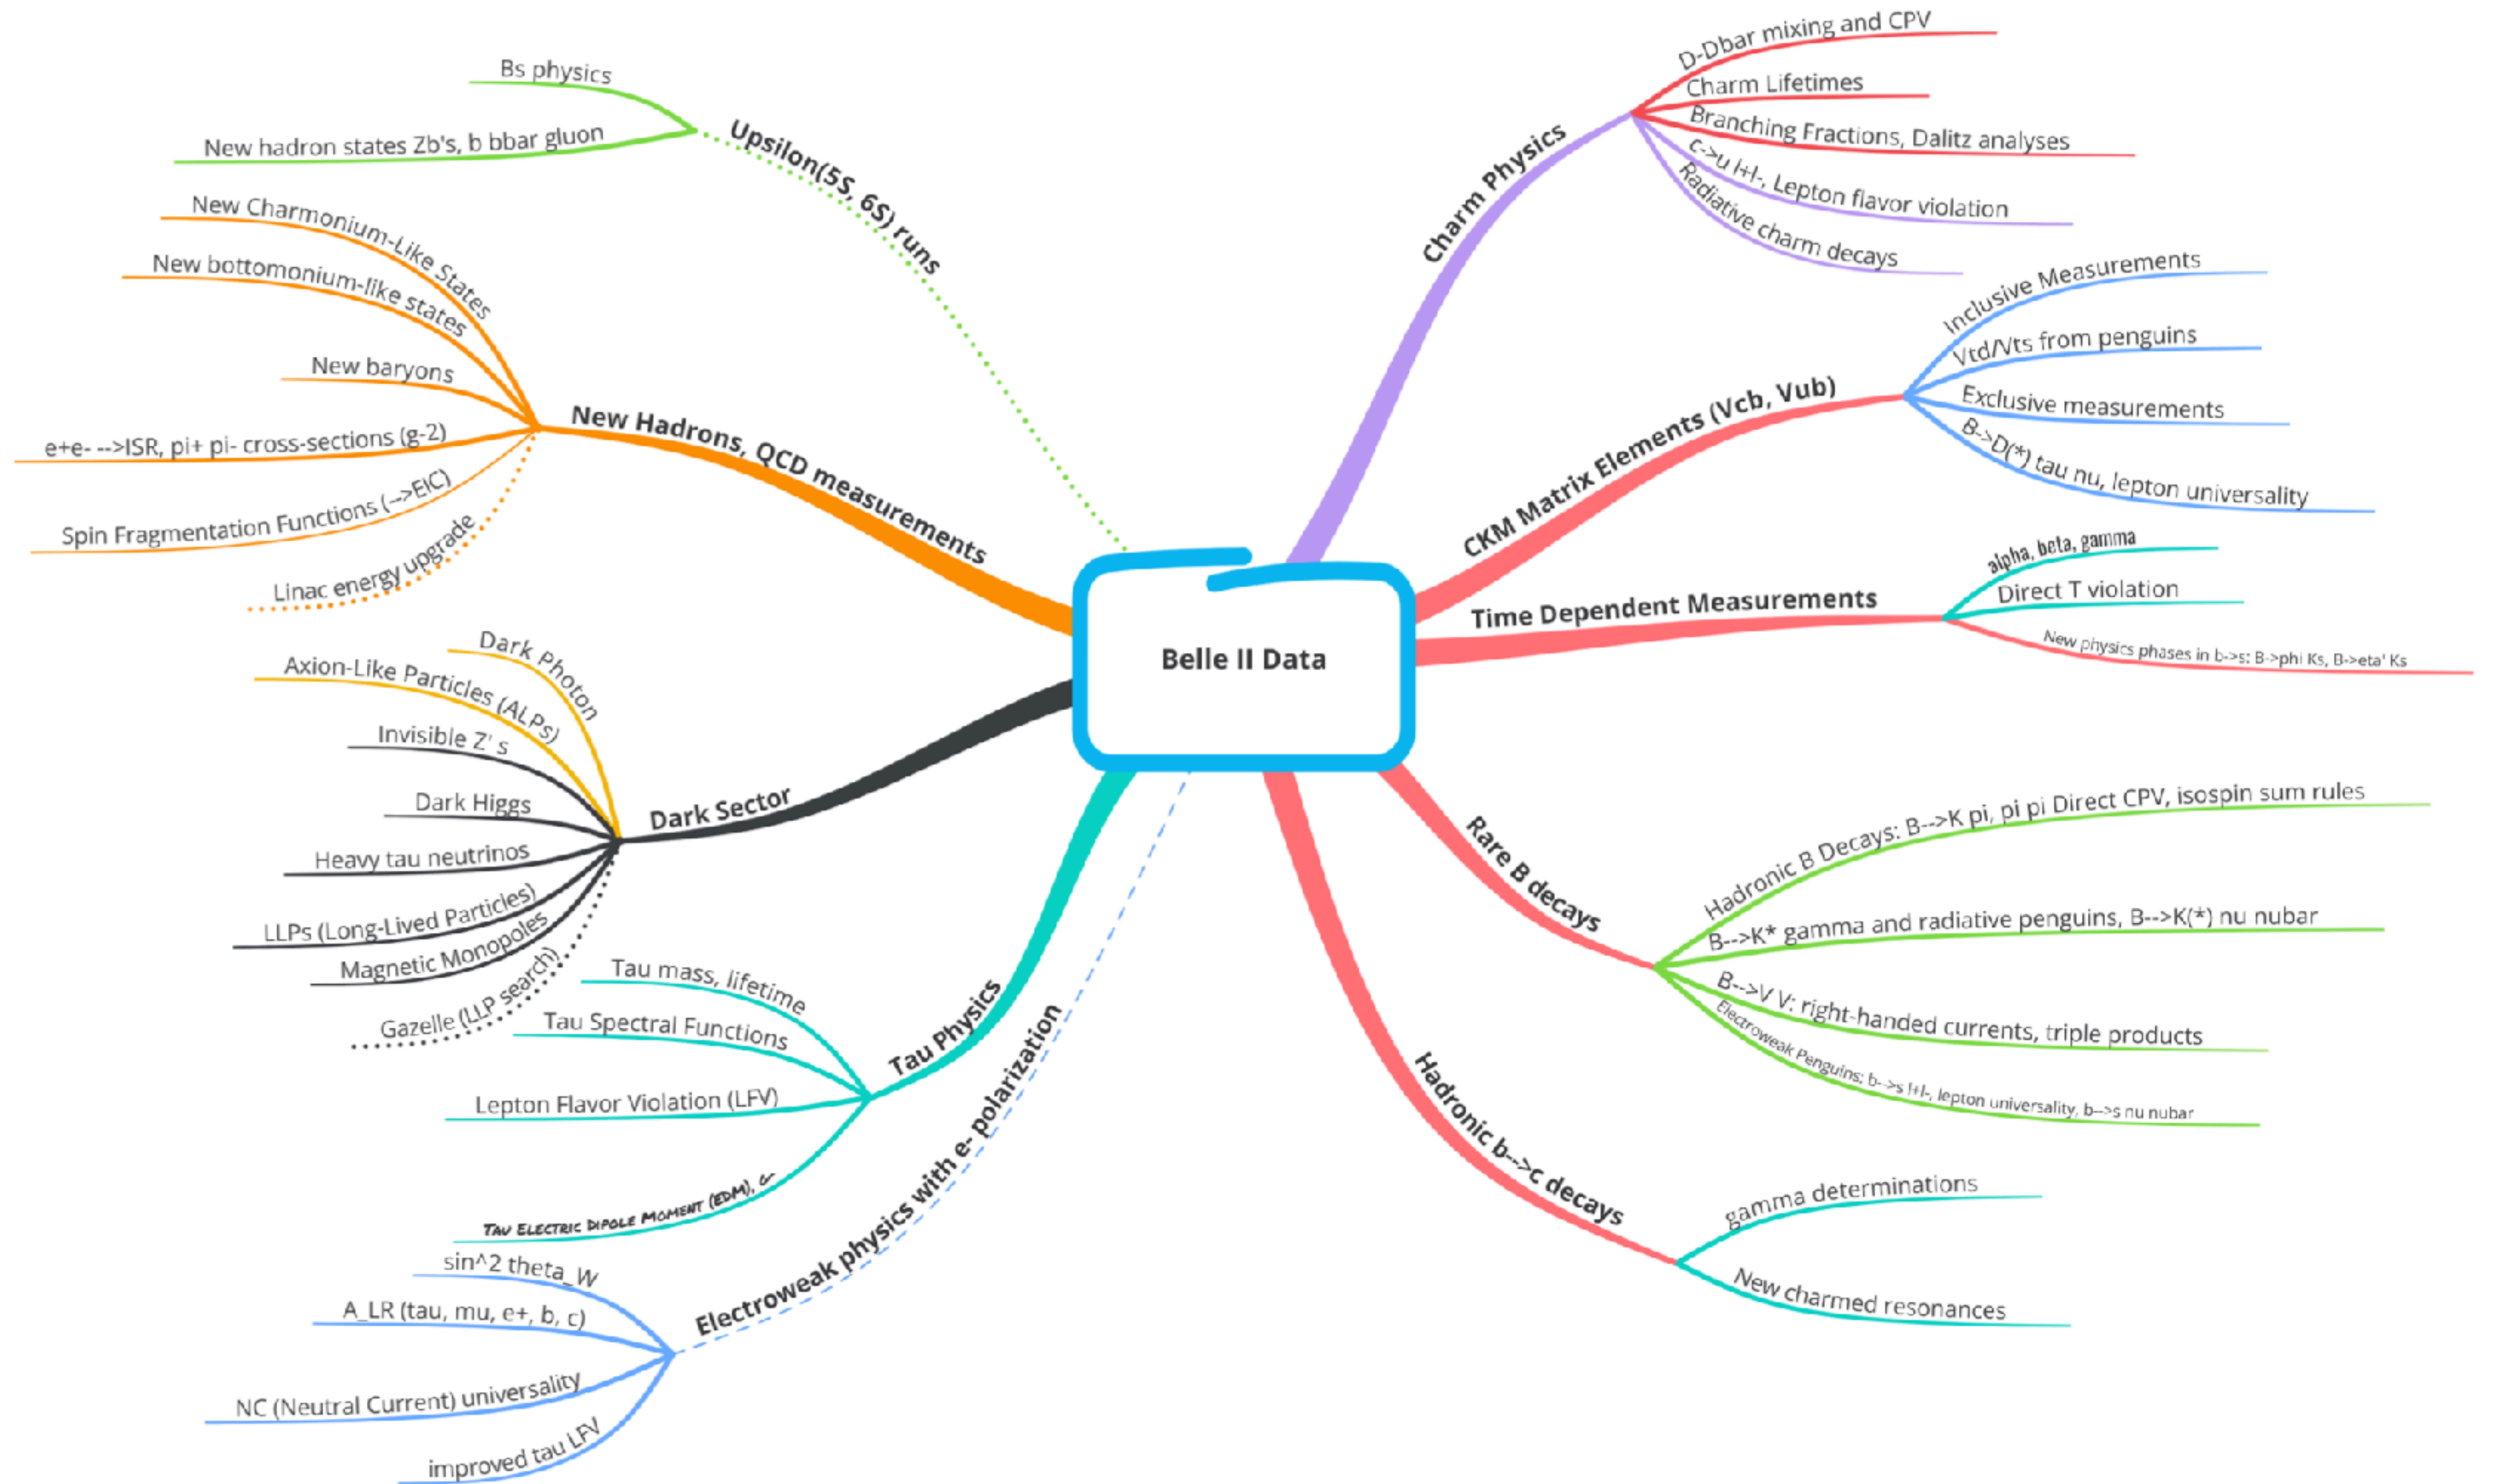 Belle II Data
Upsilon(5S, 6S) runs
Bs physics
New hadron states Zb's, b bbar gluon
New Hadrons, QCD measurements
New Charmonium-Like States
New bottomonium-like states
New baryons
e+e- -->ISR, pi+ pi- cross-sections (g-2)
Spin Fragmentation Functions (-->EIC)
Linac energy upgrade
Dark Sector
Dark Photon
Axion-Like Particles (ALPs)
Invisible Z' s
Dark Higgs
Heavy tau neutrinos
LLPs (Long-Lived Particles)
Magnetic Monopoles
Gazelle (LLP search)
Tau Physics
Tau mass, lifetime
Tau Spectral Functions
Lepton Flavor Violation (LFV)
Tau Electric Dipole Moment (EDM),
Electroweak physics with e- polarization
sin^2 theta_W
A_LR (tau, mu, e+, b, c)
NC (Neutral Current) universality
improved tau LFV
Charm Physics
D-Dbar mixing and CPV
Charm Lifetimes
Branching Fractions, Dalitz analyses
c->u l+l-, Lepton flavor violation
Radiative charm decays
CKM Matrix Elements (Vcb, Vub)
Inclusive Measurements
Vtd/Vts from penguins
Exclusive measurements
B->D(*) tau nu, lepton universality
Time Dependent Measurements
alpha, beta, gamma
Direct T violation
New physics phases in b->s: B->phi Ks, B->eta' Ks
Rare B decays
Hadronic B Decays: B-->K pi, pi pi Direct CPV, isospin sum rules
B-->K* gamma and radiative penguins, B-->K(*) nu nubar
B-->V V: right-handed currents, triple products
Electroweak Penguins: b-->s l+l-, lepton universality, b-->s nu nubar
Hadronic b-->c decays
gamma determinations
New charmed resonances